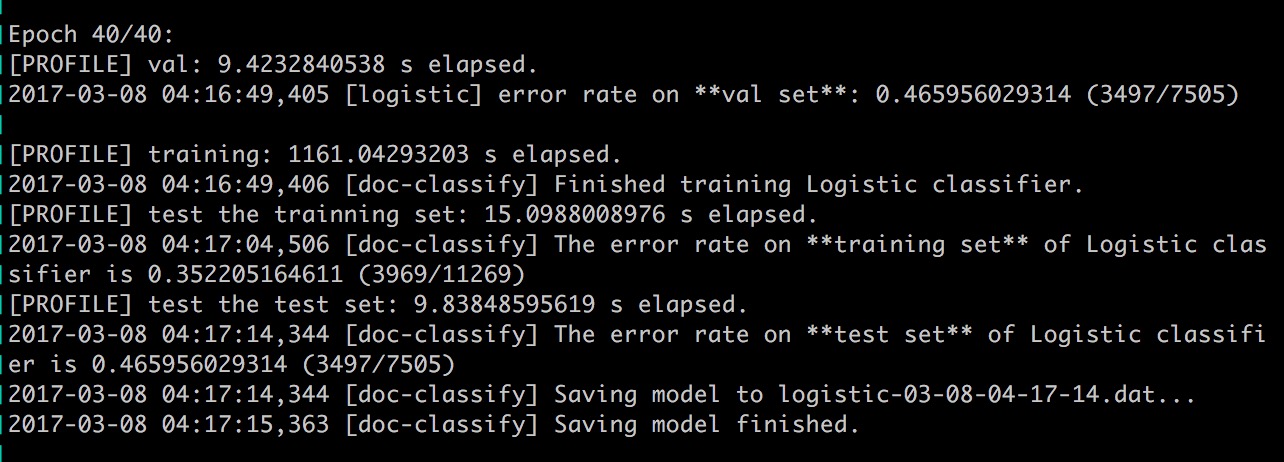 Epoch 40/40:
[PROFILE] val: 9.4232840538 s elapsed.
2017-03-08 04:16:49,405 [logistic] error rate on **val set**: 0.465956029314 (3497/7505)
[PROFILE] training: 1161.04293203 s elapsed.
2017-03-08 04:16:49,406 [doc-classify] Finished training Logistic classifier.
[PROFILE] test the trainning set: 15.0988008976 s elapsed.
2017-03-08 04:17:04,506 [doc-classify] The error rate on **training set** of Logistic clas
sifier is 0.352205164611 (3969/11269)
[PROFILE] test the test set: 9.83848595619 s elapsed.
2017-03-08 04:17:14,344 [doc-classify] The error rate on **test set** of Logistic classifi
er is 0.465956029314 (3497/7505)
2017-03-08 04:17:14,344 [doc-classify] Saving model to logistic-03-08-04-17-14.dat...
2017-03-08 04:17:15,363 [doc-classify] Saving model finished.